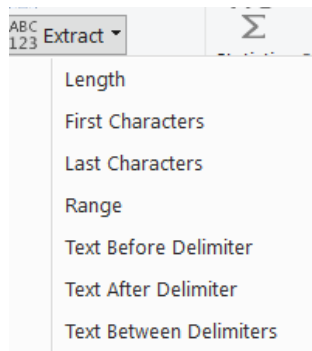 ABC
123 Extract
Σ
Length
First Characters
Last Characters
Range
Text Before Delimiter
Text After Delimiter
Text Between Delimiters